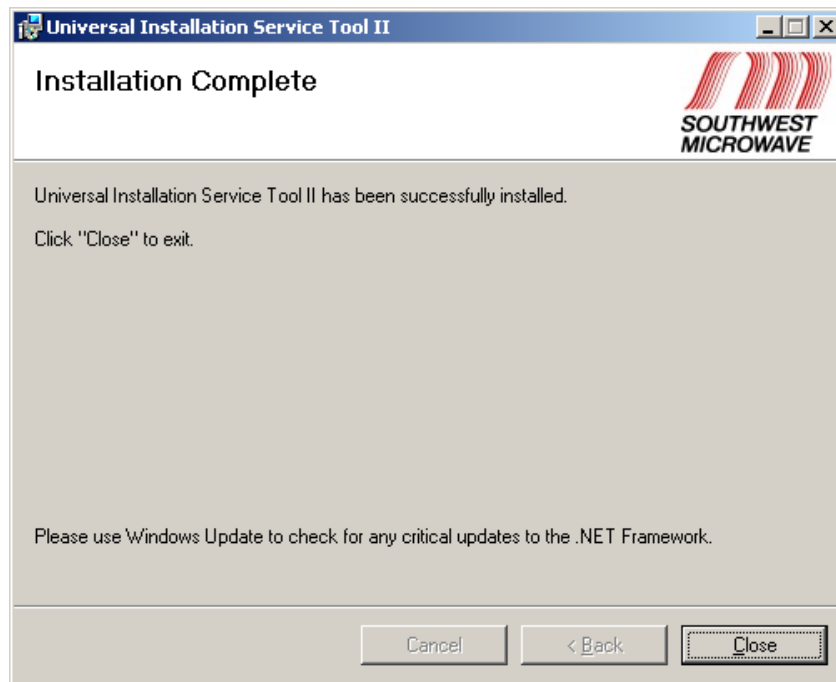 Universal Installation Service Tool II
Installation Complete
SOUTHWEST
MICROWAVE
Universal Installation Service Tool II has been successfully installed.
Click "Close" to exit.
Please use Windows Update to check for any critical updates to the .NET Framework.
Cancel
< Back
Close